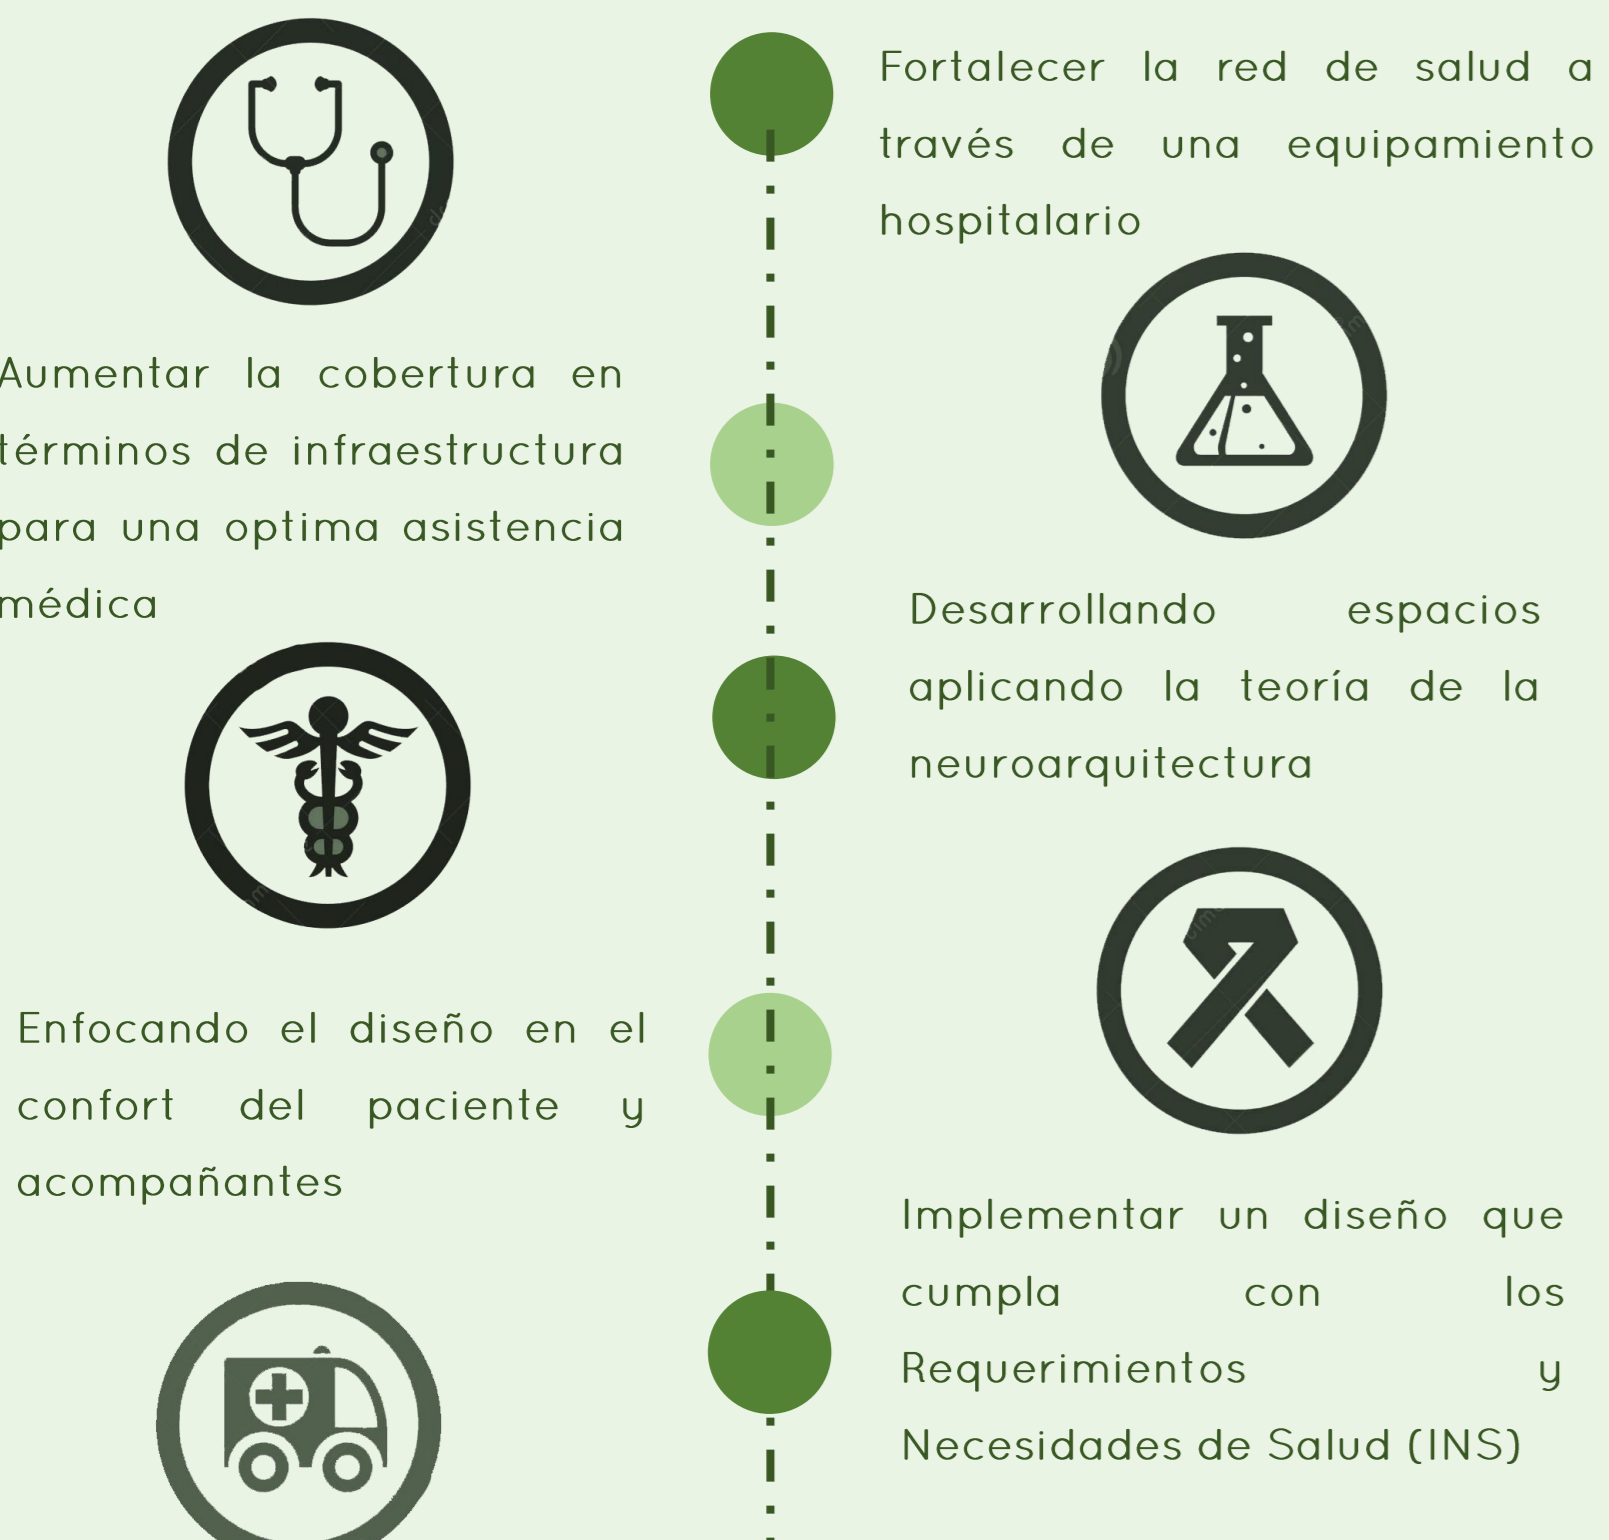 Fortalecer la red de salud a
través de una equipamiento
hospitalario
Aumentar la cobertura en
términos de infraestructura
para una optima asistencia
médica
Desarrollando espacios
aplicando la teoría de la
neuroarquitectura
Enfocando el diseño en el
confort del paciente y
acompañantes
Implementar un diseño que
cumpla con los
Requerimientos y
Necesidades de Salud (INS)